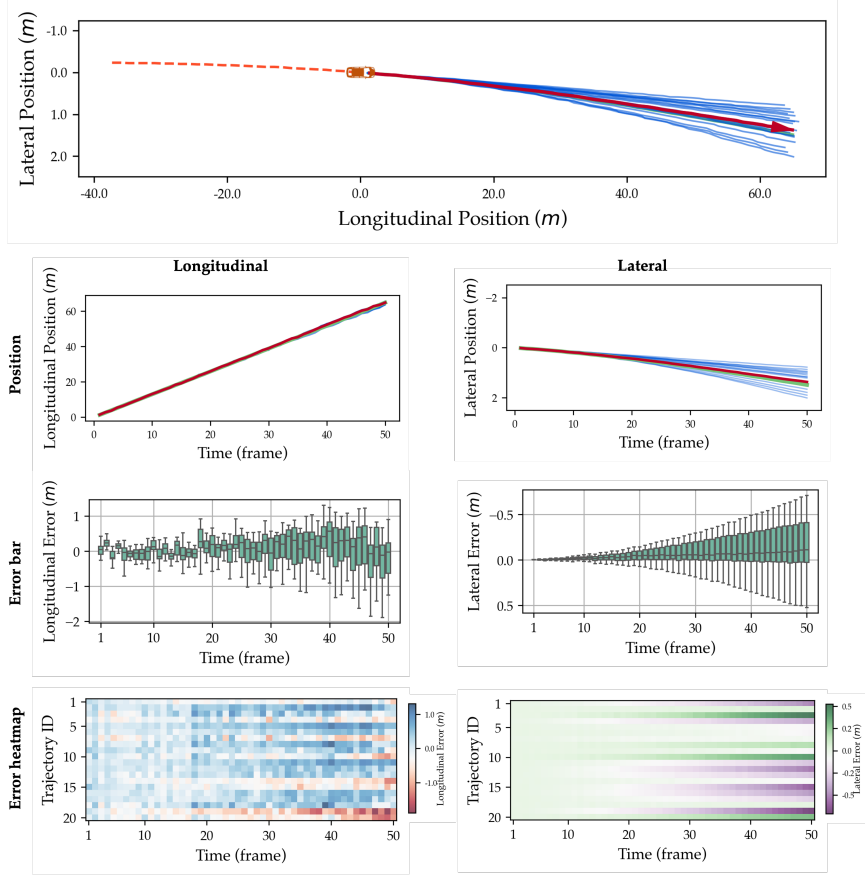 -1.0
0.0
1.0
2.0
Lateral Position (m)
-40.0 -20.0 0.0 20.0 40.0 60.0
Longitudinal Position (m)
Longitudinal
Lateral
Position
Longitudinal Position (m)
60
40
20
0
0 10 20 30 40 50
Time (frame)
Lateral Position (m)
−2
0
2
0 10 20 30 40 50
Time (frame)
Error bar
Longitudinal Error (m)
1
0
−1
−2
1 10 20 30 40 50
Time (frame)
Lateral Error (m)
−0.5
0.0
0.5
1 10 20 30 40 50
Time (frame)
Error heatmap
Trajectory ID
1
5
10
15
20
1 10 20 30 40 50
Time (frame)
1.0
0.0
-1.0
Longitudinal Error (m)
Trajectory ID
1
5
10
15
20
1 10 20 30 40 50
Time (frame)
0.5
0.2
0.0
-0.2
-0.5
Lateral Error (m)